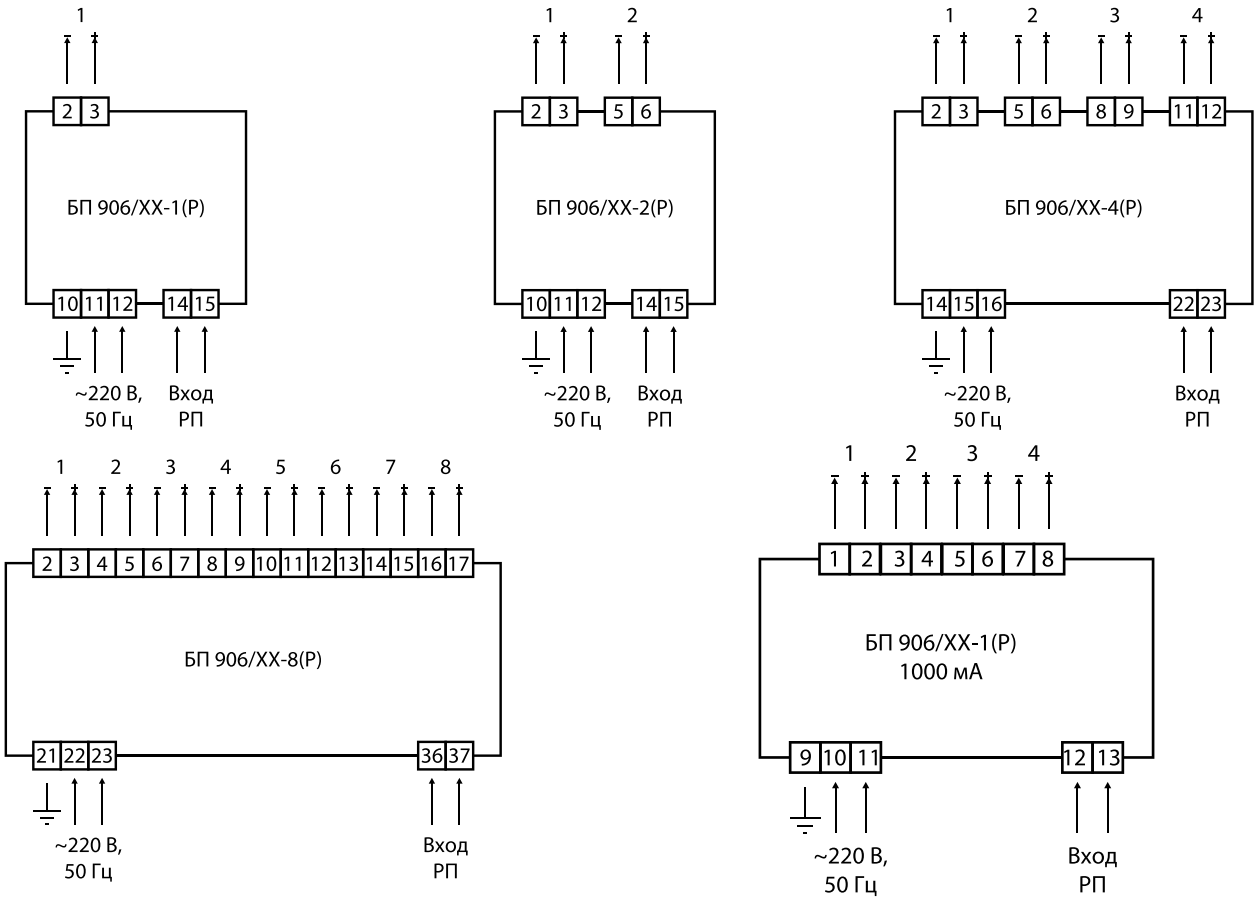 1
− +
2 3
БП 906/XX-1(Р)
10 11 12 14 15
~220 В,
50 Гц
Вход
РП
1 2
− + − +
2 3 5 6
БП 906/XX-2(Р)
10 11 12 14 15
~220 В,
50 Гц
Вход
РП
1 2 3 4
− + − + − + − +
2 3 5 6 8 9 11 12
БП 906/XX-4(Р)
14 15 16 22 23
~220 В,
50 Гц
Вход
РП
1 2 3 4 5 6 7 8
− + − + − + − + − + − + − + − +
2 3 4 5 6 7 8 9 10 11 12 13 14 15 16 17
БП 906/XX-8(Р)
21 22 23 36 37
~220 В,
50 Гц
Вход
РП
1 2 3 4
− + − + − + − +
1 2 3 4 5 6 7 8
БП 906/XX-1(Р)
1000 мА
9 10 11 12 13
~220 В,
50 Гц
Вход
РП